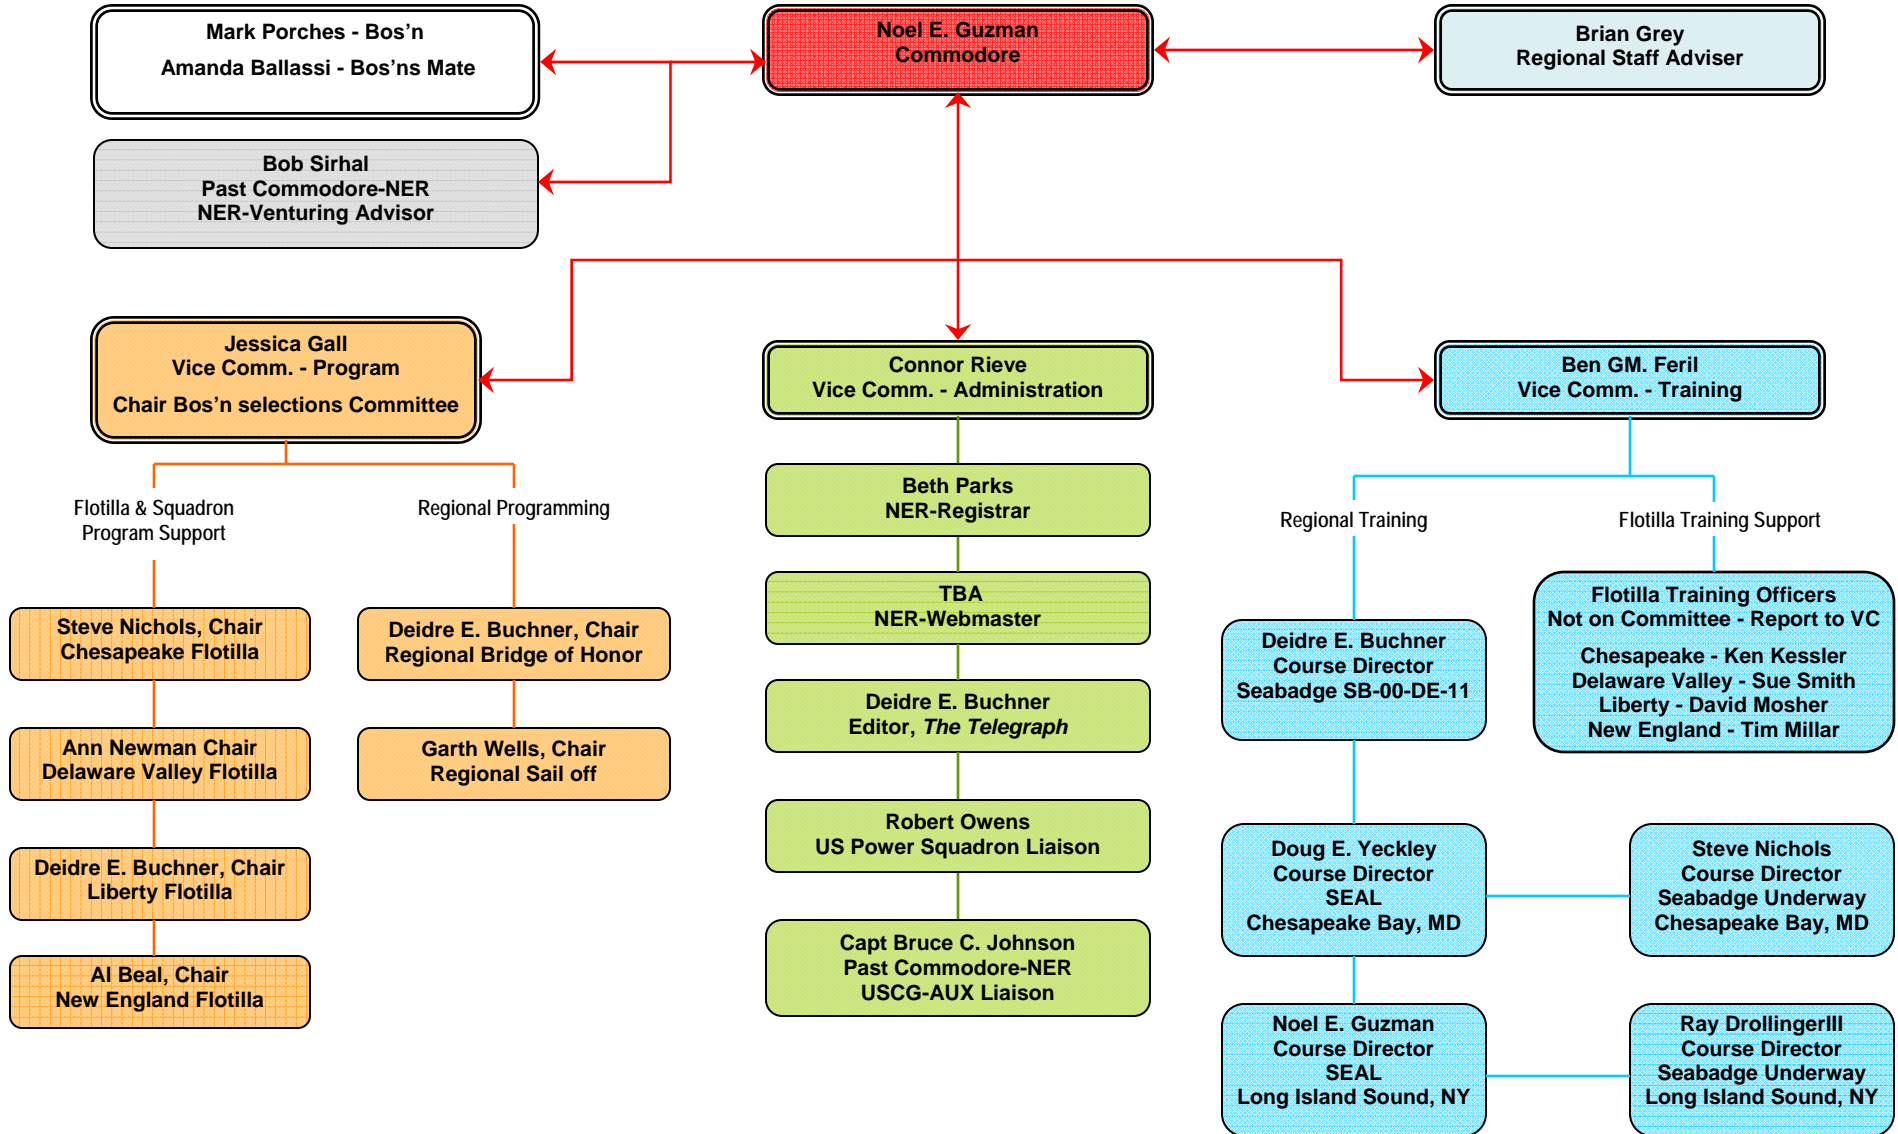 Mark Porches - Bos’n
Amanda Ballassi - Bos’ns Mate
Noel E. Guzman
Commodore
Brian Grey
Regional Staff Adviser
Bob Sirhal
Past Commodore-NER
NER-Venturing Advisor
Jessica Gall
Vice Comm. - Program
Chair Bos’n selections Committee
Connor Rieve
Vice Comm. - Administration
Ben GM. Feril
Vice Comm. - Training
Flotilla & Squadron
Program Support
Regional Programming
Steve Nichols, Chair
Chesapeake Flotilla
Ann Newman Chair
Delaware Valley Flotilla
Deidre E. Buchner, Chair
Liberty Flotilla
Al Beal, Chair
New England Flotilla
Deidre E. Buchner, Chair
Regional Bridge of Honor
Garth Wells, Chair
Regional Sail off
Beth Parks
NER-Registrar
TBA
NER-Webmaster
Deidre E. Buchner
Editor, The Telegraph
Robert Owens
US Power Squadron Liaison
Capt Bruce C. Johnson
Past Commodore-NER
USCG-AUX Liaison
Regional Training
Flotilla Training Support
Deidre E. Buchner
Course Director
Seabadge SB-00-DE-11
Flotilla Training Officers
Not on Committee - Report to VC
Chesapeake - Ken Kessler
Delaware Valley - Sue Smith
Liberty - David Mosher
New England - Tim Millar
Doug E. Yeckley
Course Director
SEAL
Chesapeake Bay, MD
Steve Nichols
Course Director
Seabadge Underway
Chesapeake Bay, MD
Noel E. Guzman
Course Director
SEAL
Long Island Sound, NY
Ray DrollingerIII
Course Director
Seabadge Underway
Long Island Sound, NY